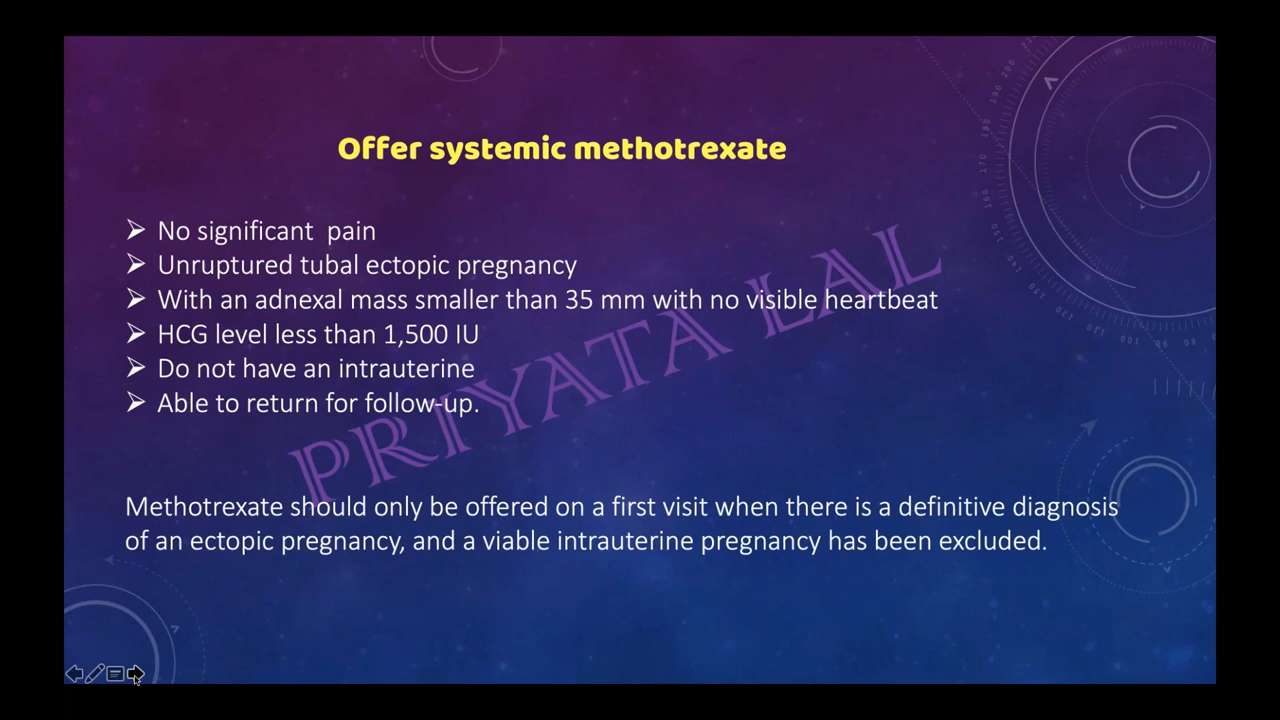 Offer systemic methotrexate
➢ No significant pain
➢ Unruptured tubal ectopic pregnancy
➢ With an adnexal mass smaller than 35 mm with no visible heartbeat
➢ HCG level less than 1,500 IU
➢ Do not have an intrauterine
➢ Able to return for follow-up.
PRIYATA LAL
Methotrexate should only be offered on a first visit when there is a definitive diagnosis
of an ectopic pregnancy, and a viable intrauterine pregnancy has been excluded.